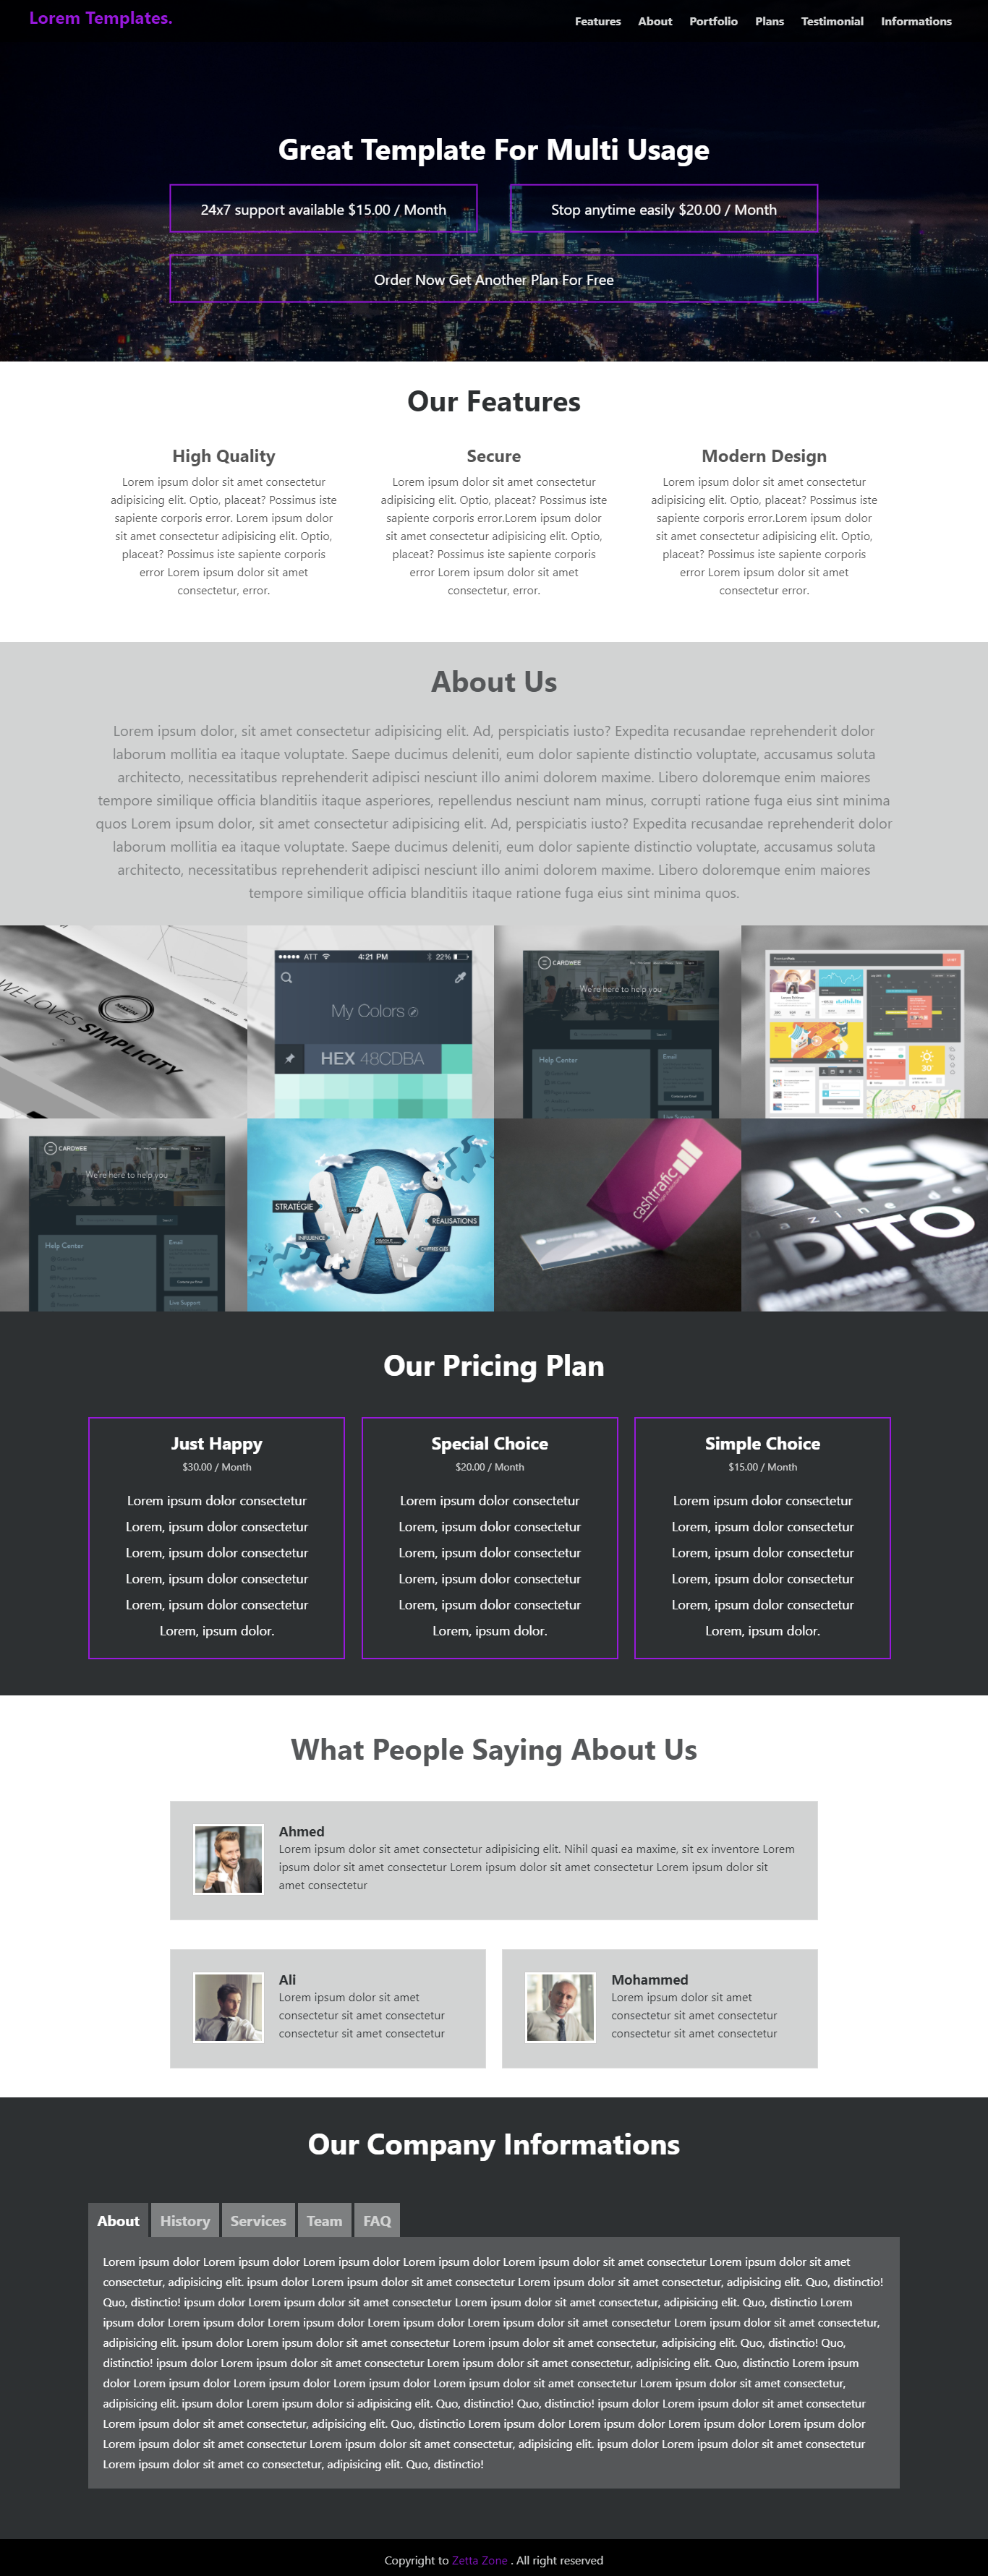 Lorem Templates.
Features About Portfolio Plans Testimonial Informations
Great Template For Multi Usage
24x7 support available $15.00 / Month
Stop anytime easily $20.00 / Month
Order Now Get Another Plan For Free
Our Features
High Quality
Lorem ipsum dolor sit amet consectetur
adipisicing elit. Optio, placeat? Possimus iste
sapiente corporis error. Lorem ipsum dolor
sit amet consectetur adipisicing elit. Optio,
placeat? Possimus iste sapiente corporis
error Lorem ipsum dolor sit amet
consectetur, error.
Secure
Lorem ipsum dolor sit amet consectetur
adipisicing elit. Optio, placeat? Possimus iste
sapiente corporis error.Lorem ipsum dolor
sit amet consectetur adipisicing elit. Optio,
placeat? Possimus iste sapiente corporis
error Lorem ipsum dolor sit amet
consectetur, error.
Modern Design
Lorem ipsum dolor sit amet consectetur
adipisicing elit. Optio, placeat? Possimus iste
sapiente corporis error.Lorem ipsum dolor
sit amet consectetur adipisicing elit. Optio,
placeat? Possimus iste sapiente corporis
error Lorem ipsum dolor sit amet
consectetur error.
About Us
Lorem ipsum dolor, sit amet consectetur adipisicing elit. Ad, perspiciatis iusto? Expedita recusandae reprehenderit dolor
laborum mollitia ea itaque voluptate. Saepe ducimus deleniti, eum dolor sapiente distinctio voluptate, accusamus soluta
architecto, necessitatibus reprehenderit adipisci nesciunt illo animi dolorem maxime. Libero doloremque enim maiores
tempore similique officia blanditiis itaque asperiores, repellendus nesciunt nam minus, corrupti ratione fuga eius sint minima
quos Lorem ipsum dolor, sit amet consectetur adipisicing elit. Ad, perspiciatis iusto? Expedita recusandae reprehenderit dolor
laborum mollitia ea itaque voluptate. Saepe ducimus deleniti, eum dolor sapiente distinctio voluptate, accusamus soluta
architecto, necessitatibus reprehenderit adipisci nesciunt illo animi dolorem maxime. Libero doloremque enim maiores
tempore similique officia blanditiis itaque ratione fuga eius sint minima quos.
WE LOVES SIMPLICITY
ATT 4:21 PM 22%
My Colors
HEX 48CDBA
CARDWEE
We're here to help you
Help Center
Email
Live Support
30
CARDWEE
We're here to help you
Help Center
Email
Live Support
STRATÉGIE
LABS
INFLUENCE
RÉALISATIONS
CHIFFRES CLÉS
cashtrafic
DITO
Our Pricing Plan
Just Happy
$30.00 / Month
Lorem ipsum dolor consectetur
Lorem, ipsum dolor consectetur
Lorem, ipsum dolor consectetur
Lorem, ipsum dolor consectetur
Lorem, ipsum dolor consectetur
Lorem, ipsum dolor.
Special Choice
$20.00 / Month
Lorem ipsum dolor consectetur
Lorem, ipsum dolor consectetur
Lorem, ipsum dolor consectetur
Lorem, ipsum dolor consectetur
Lorem, ipsum dolor consectetur
Lorem, ipsum dolor.
Simple Choice
$15.00 / Month
Lorem ipsum dolor consectetur
Lorem, ipsum dolor consectetur
Lorem, ipsum dolor consectetur
Lorem, ipsum dolor consectetur
Lorem, ipsum dolor consectetur
Lorem, ipsum dolor.
What People Saying About Us
Ahmed
Lorem ipsum dolor sit amet consectetur adipisicing elit. Nihil quasi ea maxime, sit ex inventore Lorem
ipsum dolor sit amet consectetur Lorem ipsum dolor sit amet consectetur Lorem ipsum dolor sit
amet consectetur
Ali
Lorem ipsum dolor sit amet
consectetur sit amet consectetur
consectetur sit amet consectetur
Mohammed
Lorem ipsum dolor sit amet
consectetur sit amet consectetur
consectetur sit amet consectetur
Our Company Informations
About History Services Team FAQ
Lorem ipsum dolor Lorem ipsum dolor Lorem ipsum dolor Lorem ipsum dolor Lorem ipsum dolor sit amet consectetur Lorem ipsum dolor sit amet
consectetur, adipisicing elit. ipsum dolor Lorem ipsum dolor sit amet consectetur Lorem ipsum dolor sit amet consectetur, adipisicing elit. Quo, distinctio!
Quo, distinctio! ipsum dolor Lorem ipsum dolor sit amet consectetur Lorem ipsum dolor sit amet consectetur, adipisicing elit. Quo, distinctio Lorem
ipsum dolor Lorem ipsum dolor Lorem ipsum dolor Lorem ipsum dolor Lorem ipsum dolor sit amet consectetur Lorem ipsum dolor sit amet consectetur,
adipisicing elit. ipsum dolor Lorem ipsum dolor sit amet consectetur Lorem ipsum dolor sit amet consectetur, adipisicing elit. Quo, distinctio! Quo,
distinctio! ipsum dolor Lorem ipsum dolor sit amet consectetur Lorem ipsum dolor sit amet consectetur, adipisicing elit. Quo, distinctio Lorem ipsum
dolor Lorem ipsum dolor Lorem ipsum dolor Lorem ipsum dolor Lorem ipsum dolor sit amet consectetur Lorem ipsum dolor sit amet consectetur,
adipisicing elit. ipsum dolor Lorem ipsum dolor si adipisicing elit. Quo, distinctio! Quo, distinctio! ipsum dolor Lorem ipsum dolor sit amet consectetur
Lorem ipsum dolor sit amet consectetur, adipisicing elit. Quo, distinctio Lorem ipsum dolor Lorem ipsum dolor Lorem ipsum dolor Lorem ipsum dolor
Lorem ipsum dolor sit amet consectetur Lorem ipsum dolor sit amet consectetur, adipisicing elit. ipsum dolor Lorem ipsum dolor sit amet consectetur
Lorem ipsum dolor sit amet co consectetur, adipisicing elit. Quo, distinctio!
Copyright to Zetta Zone . All right reserved